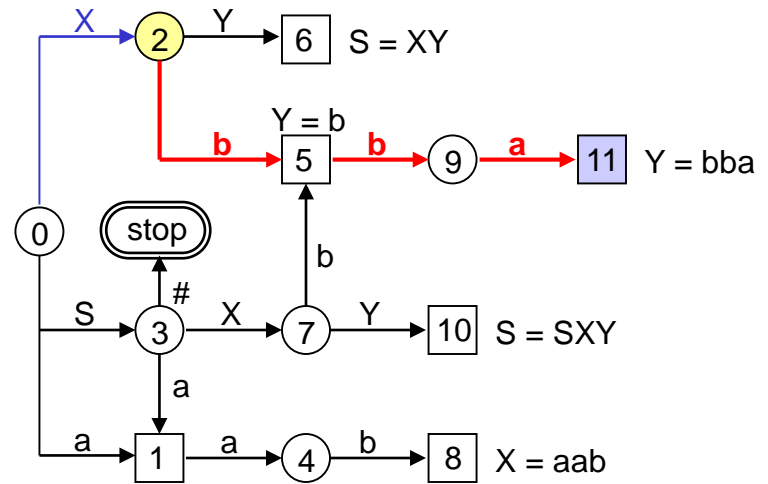 X
2
Y
6
S = XY
Y = b
b
5
b
9
a
11
Y = bba
0
stop
#
b
S
3
X
7
Y
10
S = SXY
a
a
1
a
4
b
8
X = aab